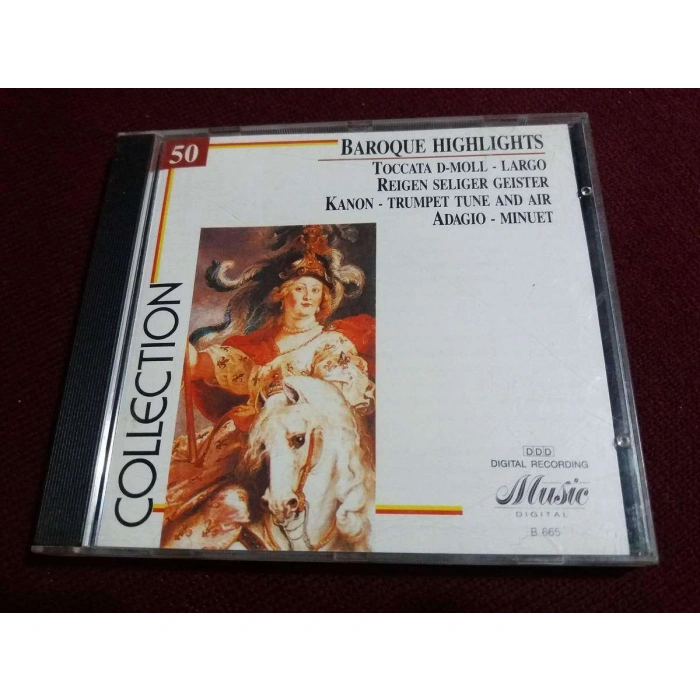 50
BAROQUE HIGHLIGHTS
TOCCATA D-MOLL - LARGO
REIGEN SELIGER GEISTER
KANON - TRUMPET TUNE AND AIR
ADAGIO - MINUET
COLLECTION
DDD
DIGITAL RECORDING
Music
DIGITAL
B 665